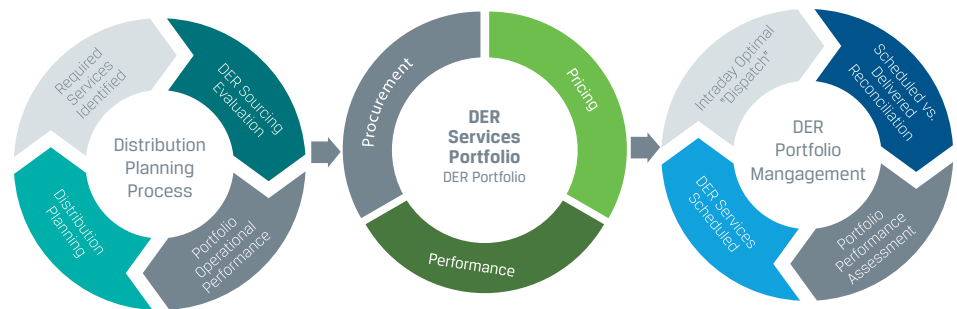 Required
Services
Identified
DER Sourcing
Evaluation
Distribution
Planning
Process
Distribution
Planning
Portfolio
Operational
Performance
Procurement
Pricing
DER
Services
Portfolio
DER Portfolio
Performance
Intraday Optimal
"Dispatch"
Scheduled vs.
Delivered
Reconciliation
DER
Portfolio
Mangagement
DER Services
Scheduled
Portfolio
Performance
Assessment